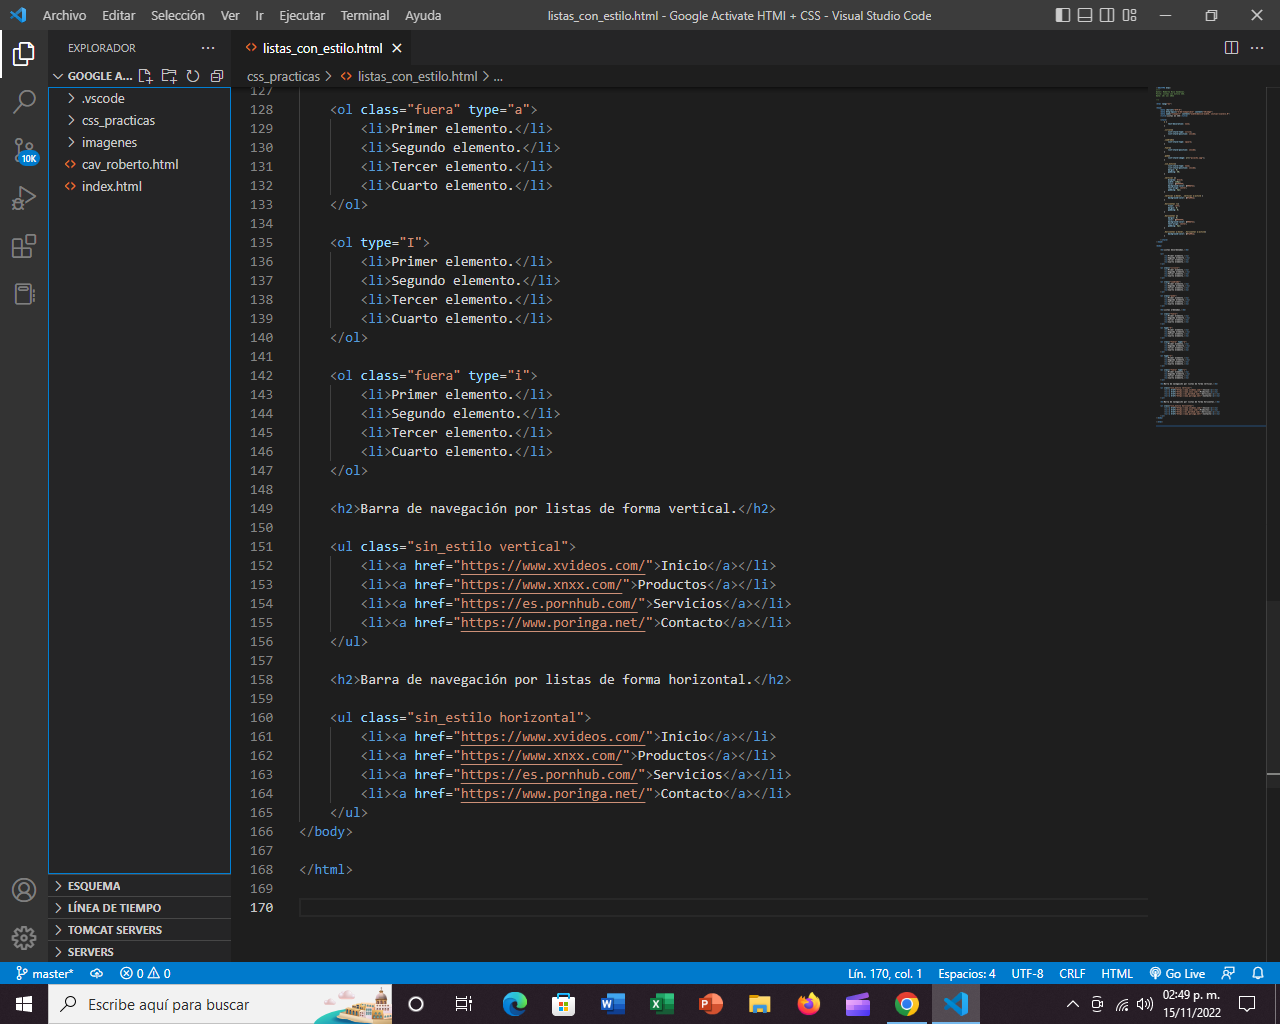 Archivo Editar Selección Ver Ir Ejecutar Terminal Ayuda listas_con_estilo.html - Google Activate HTMl + CSS - Visual Studio Code
EXPLORADOR ...
listas_con_estilo.html
GOOGLE A...
css_practicas > listas_con_estilo.html > ...
.vscode
css_practicas
imagenes
cav_roberto.html
index.html
10K
127
128 <ol class="fuera" type="a">
129 <li>Primer elemento.</li>
130 <li>Segundo elemento.</li>
131 <li>Tercer elemento.</li>
132 <li>Cuarto elemento.</li>
133 </ol>
134
135 <ol type="I">
136 <li>Primer elemento.</li>
137 <li>Segundo elemento.</li>
138 <li>Tercer elemento.</li>
139 <li>Cuarto elemento.</li>
140 </ol>
141
142 <ol class="fuera" type="i">
143 <li>Primer elemento.</li>
144 <li>Segundo elemento.</li>
145 <li>Tercer elemento.</li>
146 <li>Cuarto elemento.</li>
147 </ol>
148
149 <h2>Barra de navegación por listas de forma vertical.</h2>
150
151 <ul class="sin_estilo vertical">
152 <li><a href="https://www.xvideos.com/">Inicio</a></li>
153 <li><a href="https://www.xnxx.com/">Productos</a></li>
154 <li><a href="https://es.pornhub.com/">Servicios</a></li>
155 <li><a href="https://www.poringa.net/">Contacto</a></li>
156 </ul>
157
158 <h2>Barra de navegación por listas de forma horizontal.</h2>
159
160 <ul class="sin_estilo horizontal">
161 <li><a href="https://www.xvideos.com/">Inicio</a></li>
162 <li><a href="https://www.xnxx.com/">Productos</a></li>
163 <li><a href="https://es.pornhub.com/">Servicios</a></li>
164 <li><a href="https://www.poringa.net/">Contacto</a></li>
165 </ul>
166 </body>
167
168 </html>
169
170
ESQUEMA
LÍNEA DE TIEMPO
TOMCAT SERVERS
SERVERS
master* 0 0 Lín. 170, col. 1 Espacios: 4 UTF-8 CRLF HTML Go Live
Escribe aquí para buscar
02:49 p. m.
15/11/2022